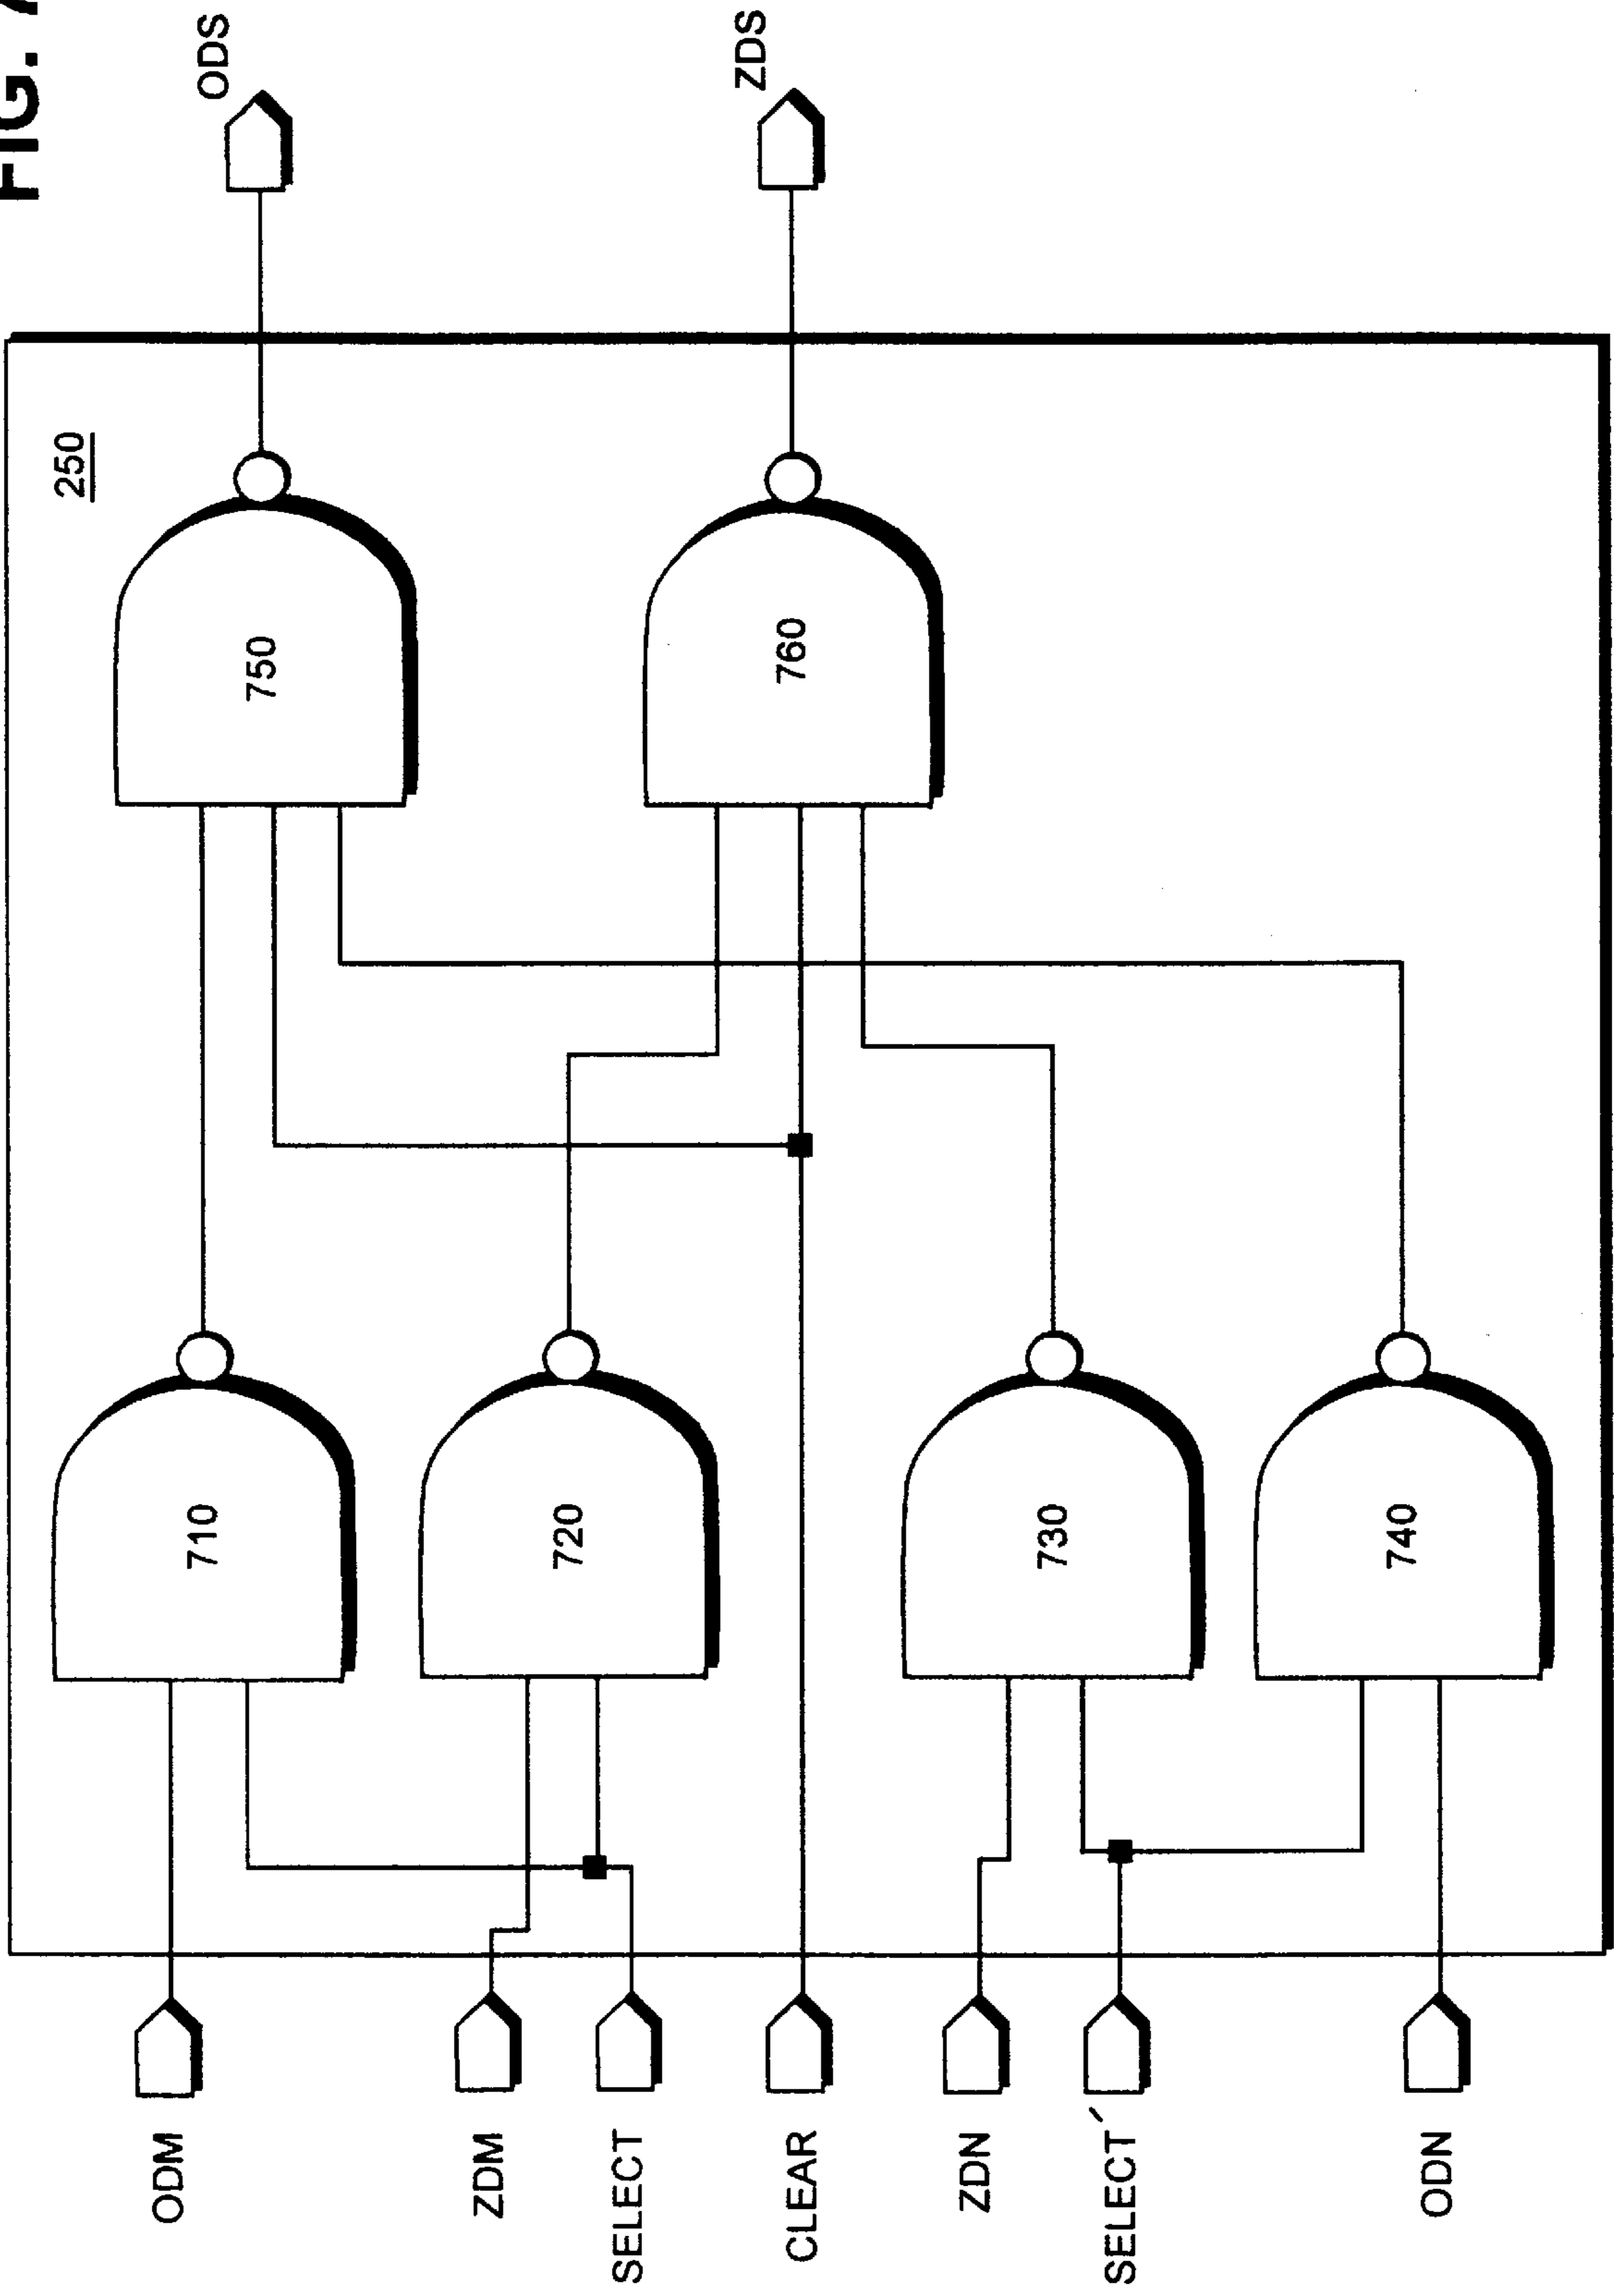 FIG. 7
250
ODM
ZDM
SELECT
CLEAR
ZDN
SELECT´
ODN
710
720
730
740
750
760
ODS
ZDS